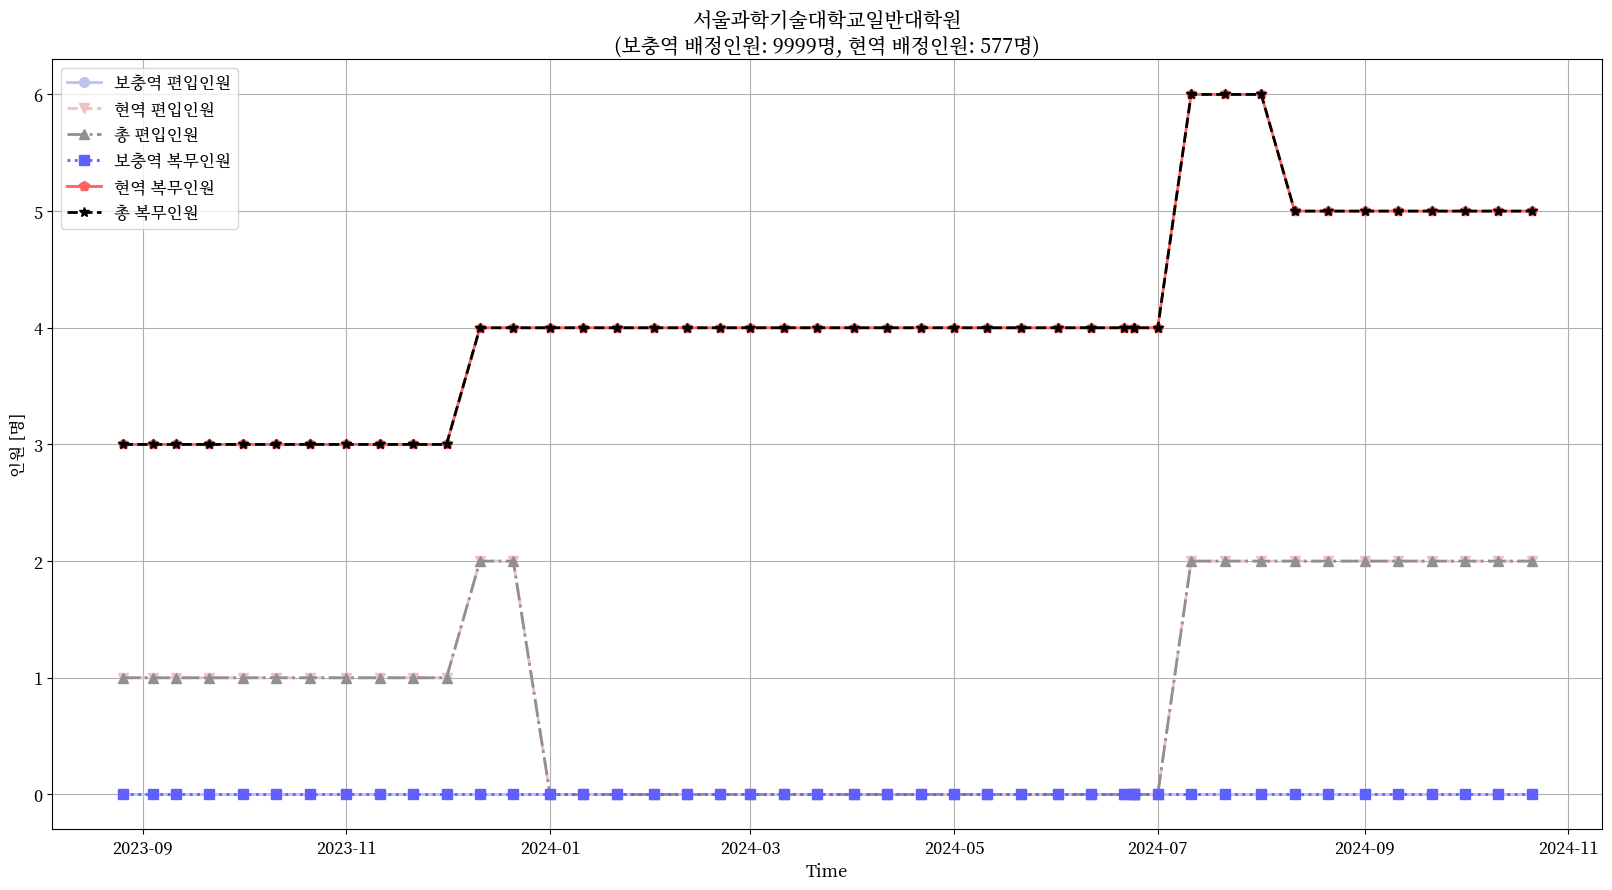 서울과학기술대학교일반대학원
(보충역 배정인원: 9999명, 현역 배정인원: 577명)
보충역 편입인원
현역 편입인원
총 편입인원
보충역 복무인원
현역 복무인원
총 복무인원
인원 [명]
6
5
4
3
2
1
0
2023-09
2023-11
2024-01
2024-03
2024-05
2024-07
2024-09
2024-11
Time